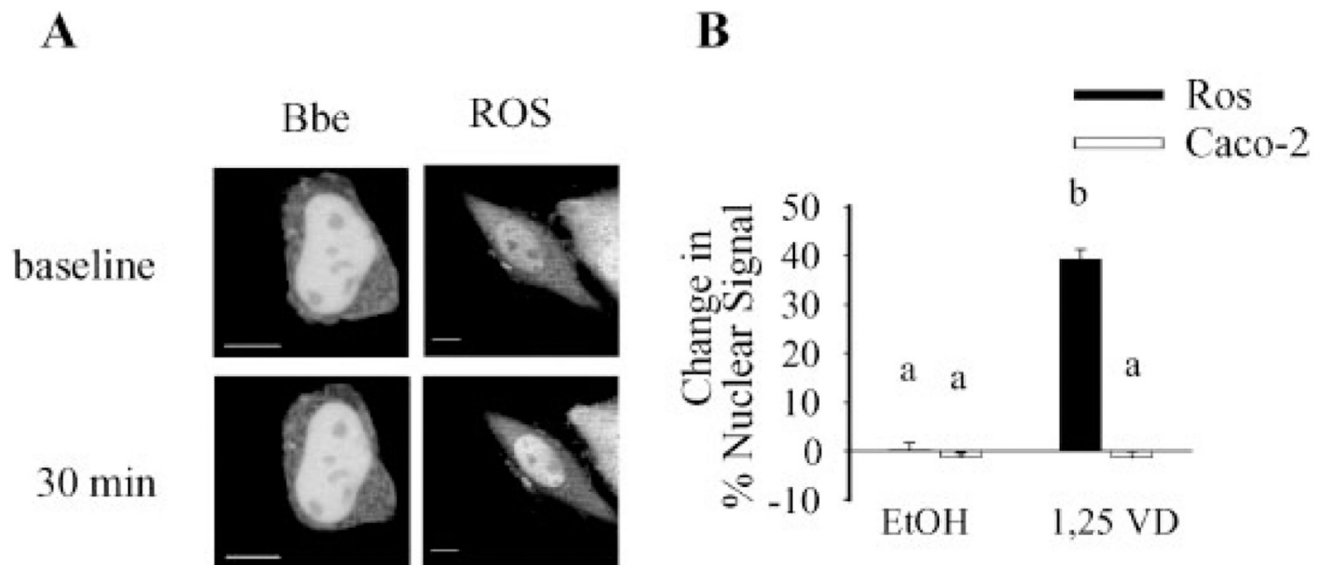 A
Bbe ROS
baseline
30 min
B
Ros
Caco-2
Change in
% Nuclear Signal
50
40
30
20
10
0
-10
a a b a
EtOH 1,25 VD